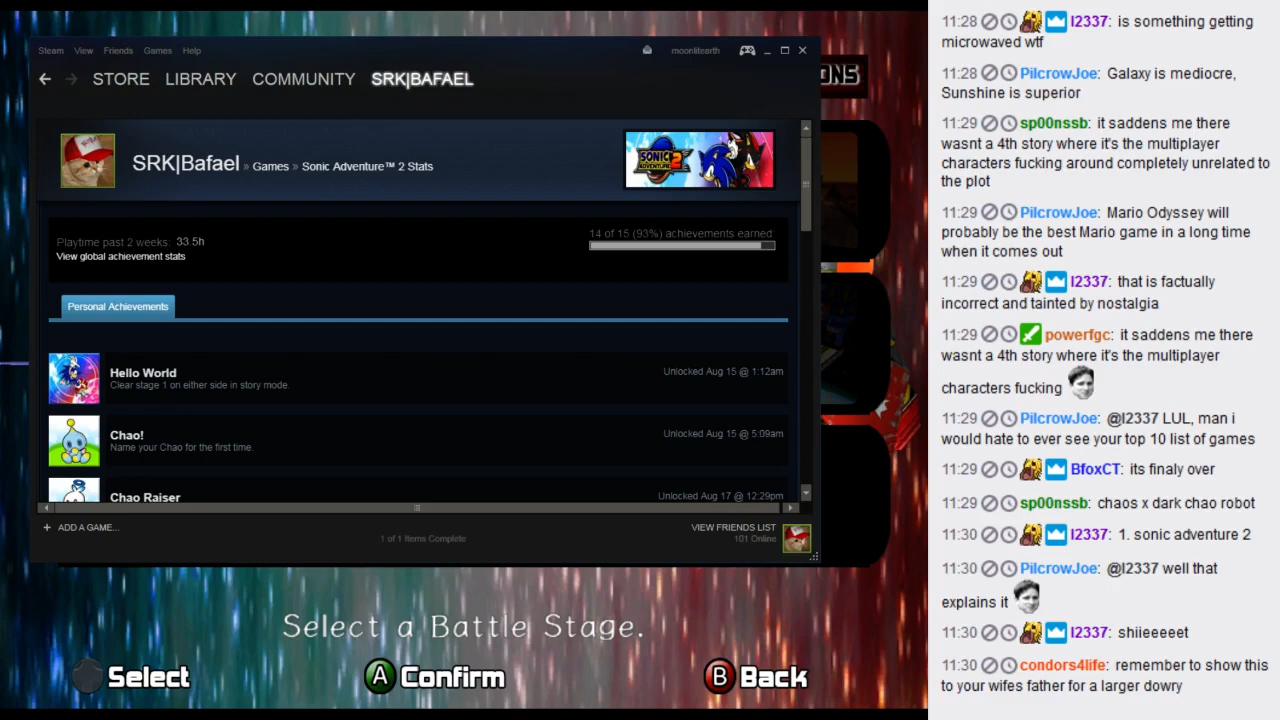 Steam View Friends Games Help
moonlitearth
STORE LIBRARY COMMUNITY SRK|BAFAEL
SRK|Bafael » Games » Sonic Adventure™ 2 Stats
SONIC ADVENTURE 2
Playtime past 2 weeks: 33.5h
View global achievement stats
14 of 15 (93%) achievements earned
Personal Achievements
Hello World
Clear stage 1 on either side in story mode.
Unlocked Aug 15 @ 1:12am
Chao!
Name your Chao for the first time.
Unlocked Aug 15 @ 5:09am
Chao Raiser
Unlocked Aug 17 @ 12:29pm
+ ADD A GAME...
1 of 1 Items Complete
VIEW FRIENDS LIST
101 Online
Select a Battle Stage.
Select
A Confirm
B Back
11:28 l2337: is something getting
microwaved wtf
11:28 PilcrowJoe: Galaxy is mediocre,
Sunshine is superior
11:29 sp00nssb: it saddens me there
wasnt a 4th story where it's the multiplayer
characters fucking around completely unrelated to
the plot
11:29 PilcrowJoe: Mario Odyssey will
probably be the best Mario game in a long time
when it comes out
11:29 l2337: that is factually
incorrect and tainted by nostalgia
11:29 powerfgc: it saddens me there
wasnt a 4th story where it's the multiplayer
characters fucking
11:29 PilcrowJoe: @l2337 LUL, man i
would hate to ever see your top 10 list of games
11:29 BfoxCT: its finaly over
11:29 sp00nssb: chaos x dark chao robot
11:30 l2337: 1. sonic adventure 2
11:30 PilcrowJoe: @l2337 well that
explains it
11:30 l2337: shiieeeeet
11:30 condors4life: remember to show this
to your wifes father for a larger dowry